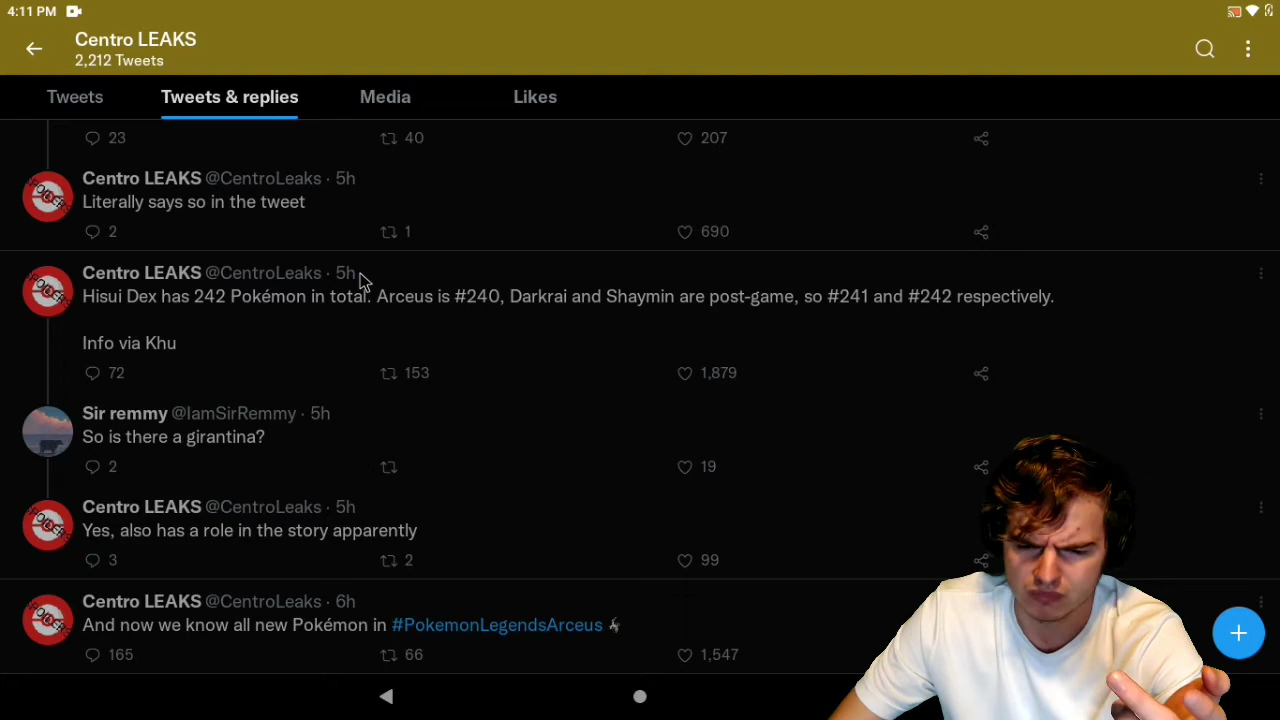 4:11 PM
Centro LEAKS
2,212 Tweets
Tweets
Tweets & replies
Media
Likes
23
40
207
Centro LEAKS @CentroLeaks · 5h
Literally says so in the tweet
2
1
690
Centro LEAKS @CentroLeaks · 5h
Hisui Dex has 242 Pokémon in total. Arceus is #240, Darkrai and Shaymin are post-game, so #241 and #242 respectively.
Info via Khu
72
153
1,879
Sir remmy @IamSirRemmy · 5h
So is there a girantina?
2
19
Centro LEAKS @CentroLeaks · 5h
Yes, also has a role in the story apparently
3
2
99
Centro LEAKS @CentroLeaks · 6h
And now we know all new Pokémon in #PokemonLegendsArceus
165
66
1,547